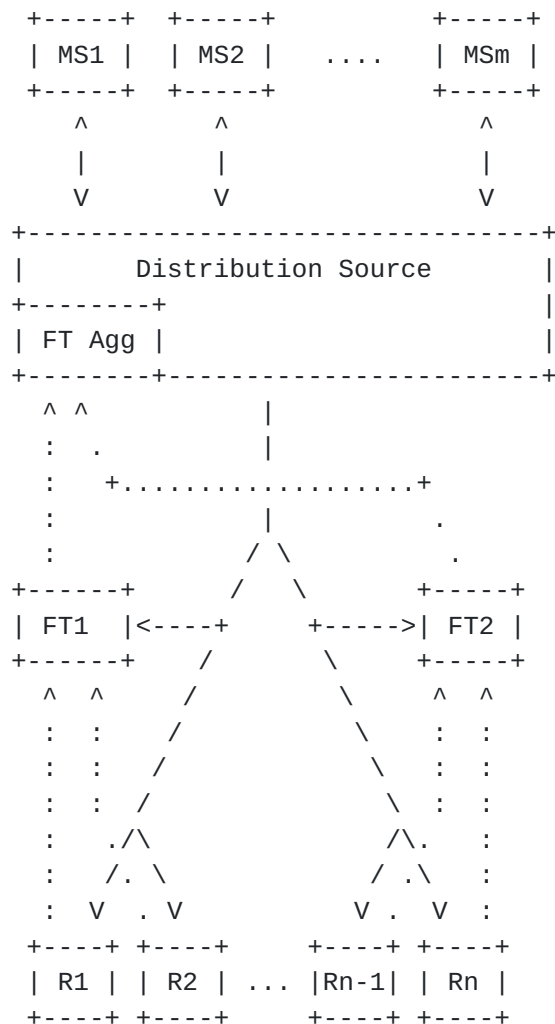 MS1 MS2 .... MSm
Distribution Source
FT Agg
FT1 FT2
R1 R2 ... Rn-1 Rn